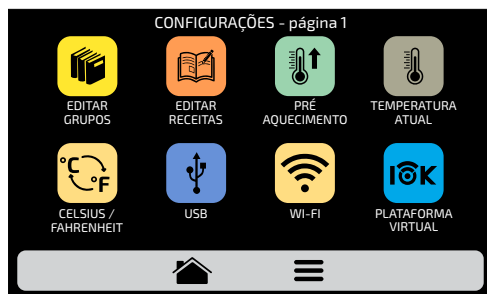 CONFIGURAÇÕES - página 1
EDITAR
GRUPOS
EDITAR
RECEITAS
PRÉ
AQUECIMENTO
TEMPERATURA
ATUAL
°C
°F
CELSIUS /
FAHRENHEIT
USB
WI-FI
IOK
PLATAFORMA
VIRTUAL